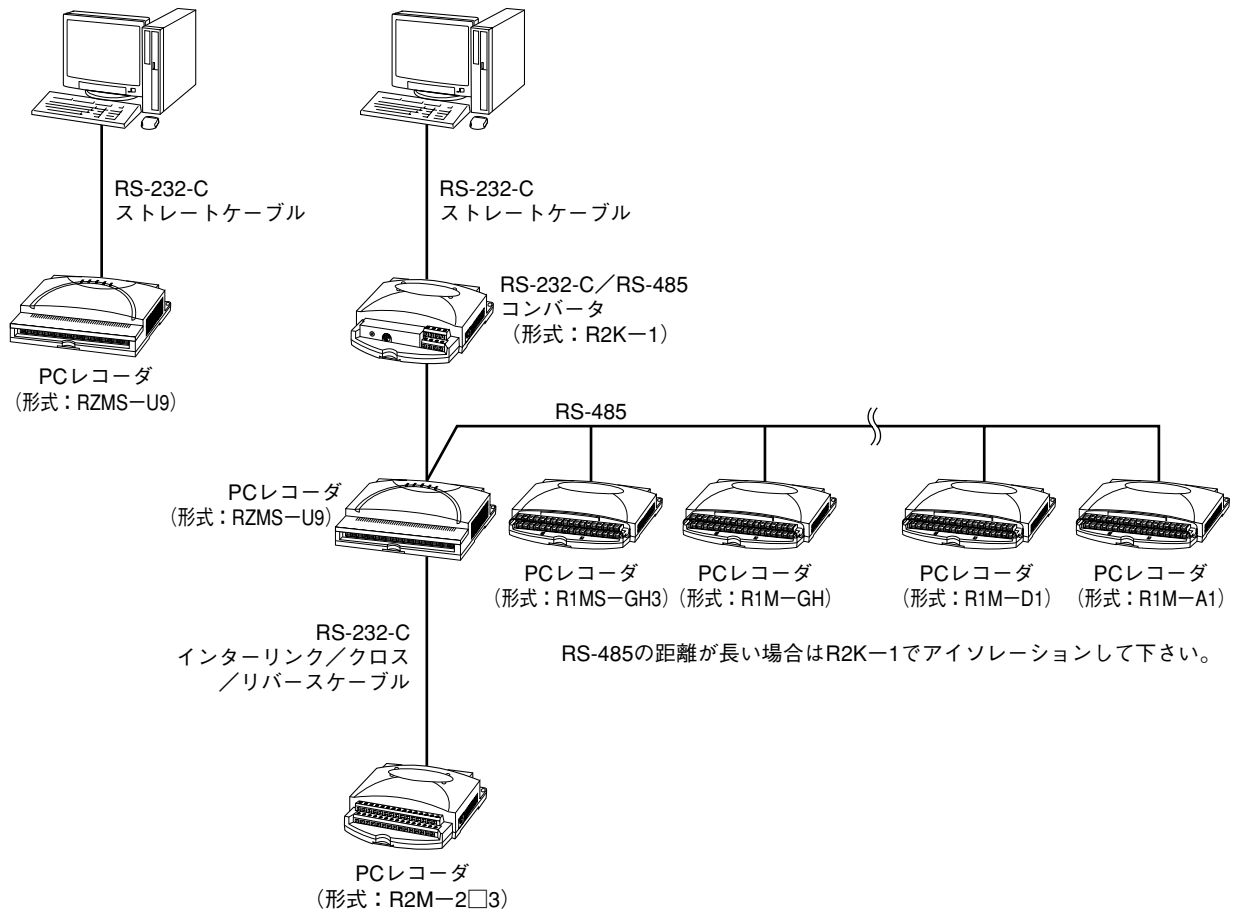 RS-232-C
ストレートケーブル
RS-232-C
ストレートケーブル
PCレコーダ
(形式：RZMS－U9)
RS-232-C／RS-485
コンバータ
（形式：R2K－1）
RS-485
PCレコーダ
(形式：RZMS－U9)
PCレコーダ
(形式：R1MS－GH3)
PCレコーダ
(形式：R1M－GH)
PCレコーダ
(形式：R1M－D1)
PCレコーダ
(形式：R1M－A1)
RS-232-C
インターリンク／クロス
／リバースケーブル
RS-485の距離が長い場合はR2K－1でアイソレーションして下さい。
PCレコーダ
（形式：R2M－2□3）